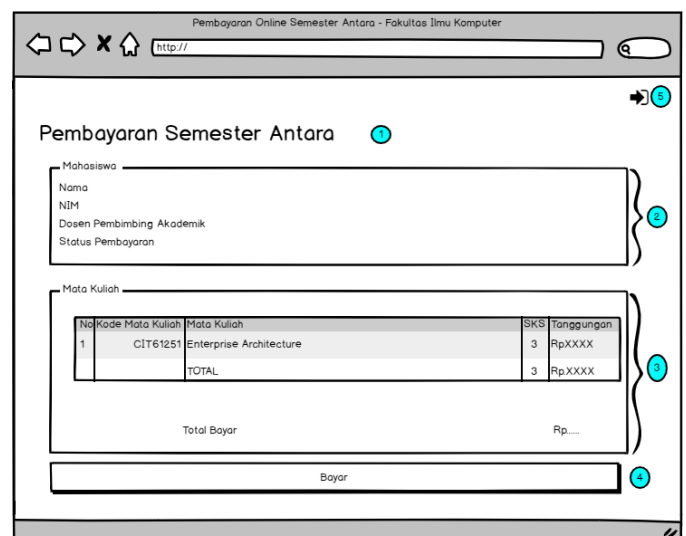 Pembayaran Online Semester Antara - Fakultas Ilmu Komputer
http://
5
Pembayaran Semester Antara 1
Mahasiswa
Nama
NIM
Dosen Pembimbing Akademik
Status Pembayaran
2
Mata Kuliah
No Kode Mata Kuliah Mata Kuliah SKS Tanggungan
1 CIT61251 Enterprise Architecture 3 RpXXXX
TOTAL 3 Rp.XXXX
3
Total Bayar Rp.....
Bayar 4